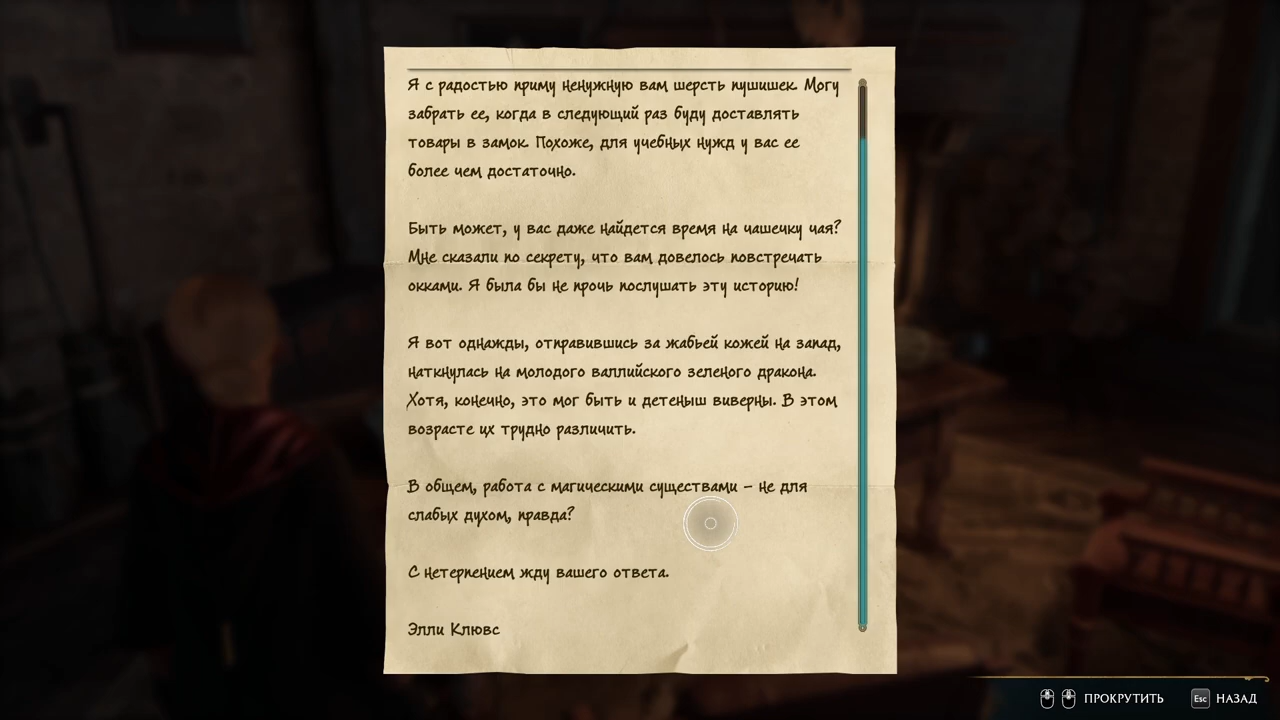 Я с радостью приму ненужную вам шерсть пушишек. Могу
забрать ее, когда в следующий раз буду доставлять
товары в замок. Похоже, для учебных нужд у вас ее
более чем достаточно.
Быть может, у вас даже найдется время на чашечку чая?
Мне сказали по секрету, что вам довелось повстречать
окками. Я была бы не прочь послушать эту историю!
Я вот однажды, отправившись за жабьей кожей на запад,
наткнулась на молодого валлийского зеленого дракона.
Хотя, конечно, это мог быть и детеныш виверны. В этом
возрасте их трудно различить.
В общем, работа с магическими существами – не для
слабых духом, правда?
С нетерпением жду вашего ответа.
Элли Клювс
ПРОКРУТИТЬ Esc НАЗАД